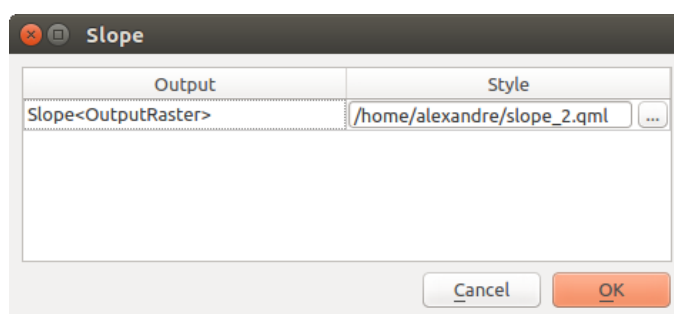 Slope
Output Style
Slope<OutputRaster> /home/alexandre/slope_2.qml ...
Cancel OK